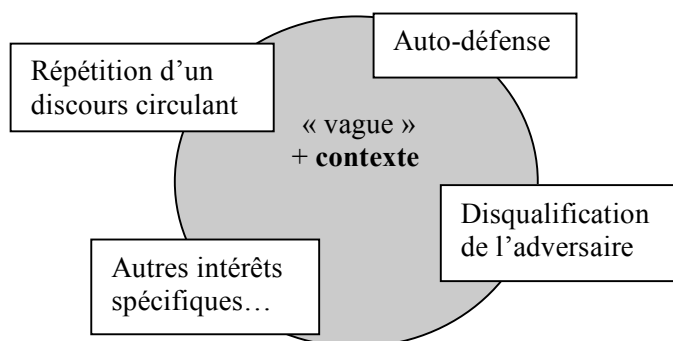 Auto-défense
Répétition d’un
discours circulant
« vague »
+ contexte
Disqualification
de l’adversaire
Autres intérêts
spécifiques…